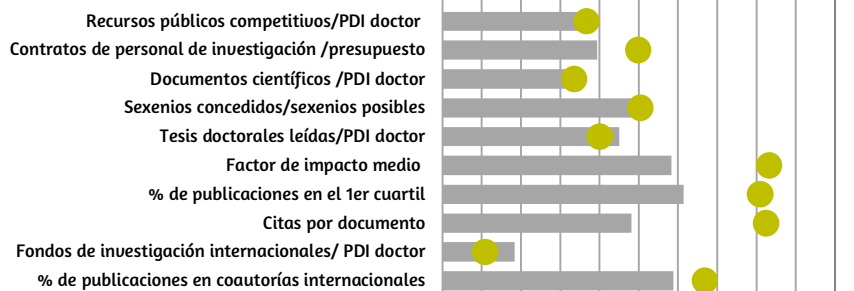 Recursos públicos competitivos/PDI doctor
Contratos de personal de investigación /presupuesto
Documentos científicos /PDI doctor
Sexenios concedidos/sexenios posibles
Tesis doctorales leídas/PDI doctor
Factor de impacto medio
% de publicaciones en el 1er cuartil
Citas por documento
Fondos de investigación internacionales/ PDI doctor
% de publicaciones en coautorías internacionales